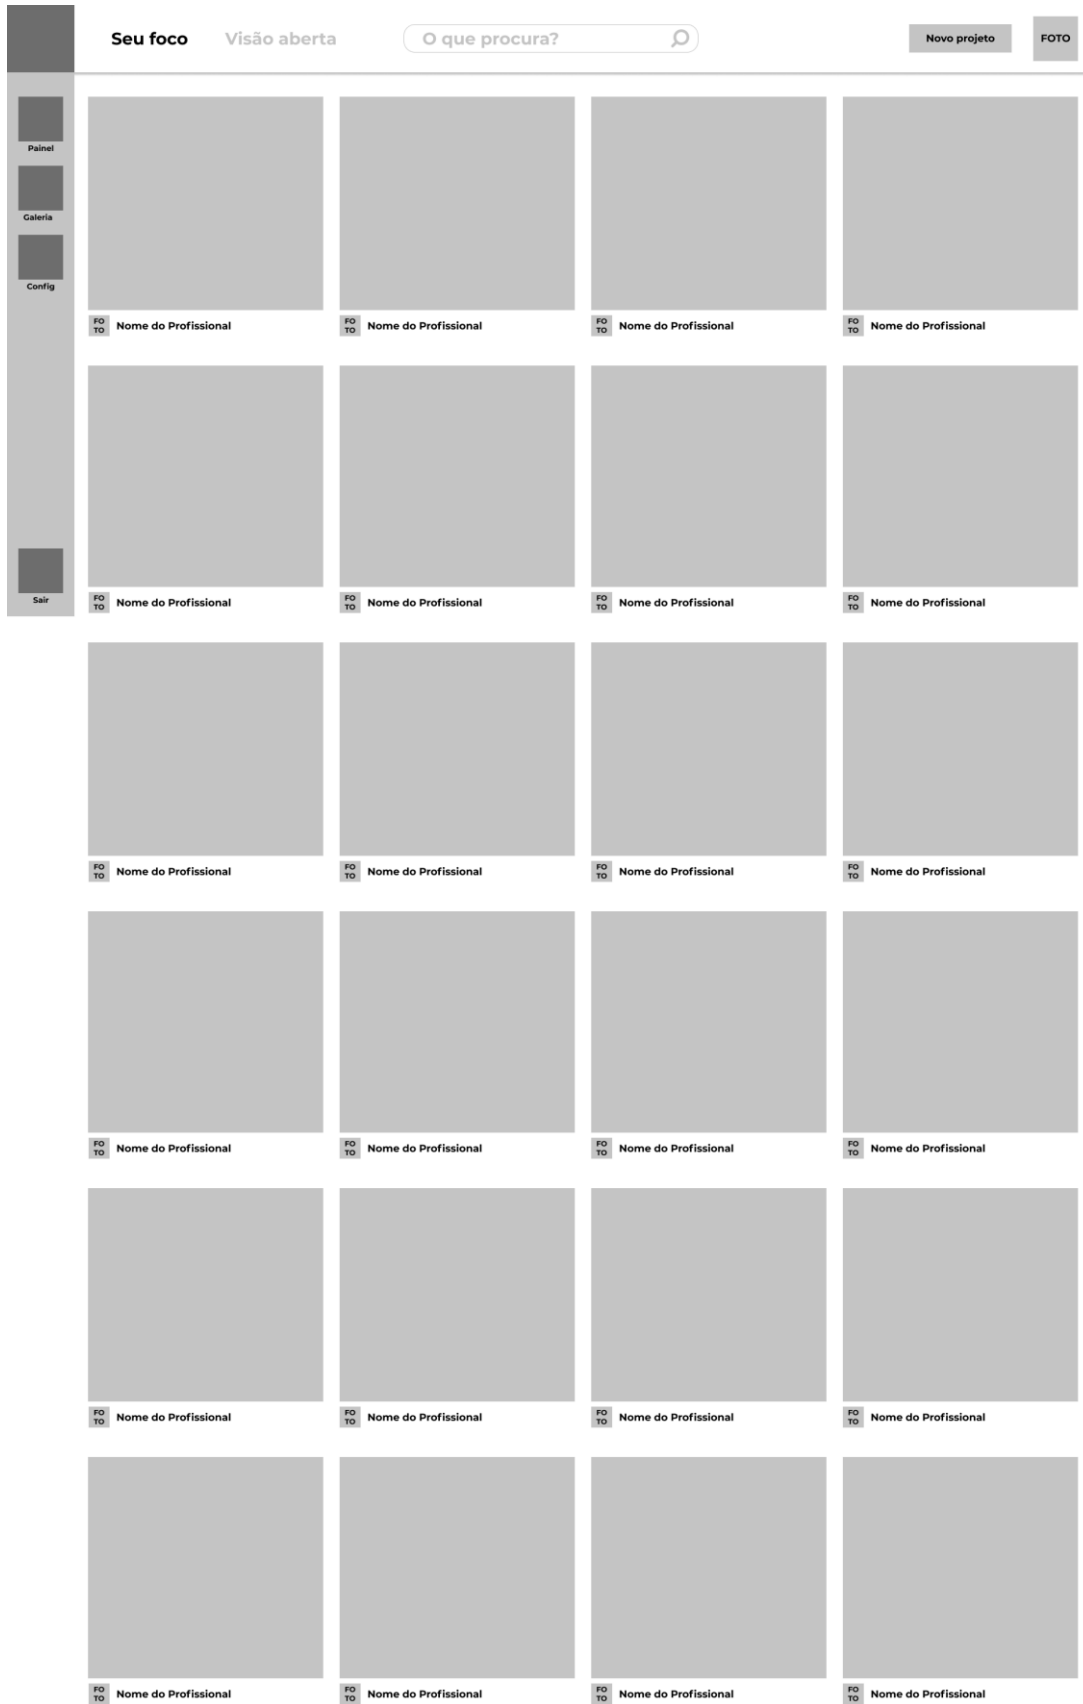 Seu foco
Visão aberta
O que procura?
Novo projeto
FOTO
Painel
Galeria
Config
Sair
FO
TO
Nome do Profissional
FO
TO
Nome do Profissional
FO
TO
Nome do Profissional
FO
TO
Nome do Profissional
FO
TO
Nome do Profissional
FO
TO
Nome do Profissional
FO
TO
Nome do Profissional
FO
TO
Nome do Profissional
FO
TO
Nome do Profissional
FO
TO
Nome do Profissional
FO
TO
Nome do Profissional
FO
TO
Nome do Profissional
FO
TO
Nome do Profissional
FO
TO
Nome do Profissional
FO
TO
Nome do Profissional
FO
TO
Nome do Profissional
FO
TO
Nome do Profissional
FO
TO
Nome do Profissional
FO
TO
Nome do Profissional
FO
TO
Nome do Profissional
FO
TO
Nome do Profissional
FO
TO
Nome do Profissional
FO
TO
Nome do Profissional
FO
TO
Nome do Profissional